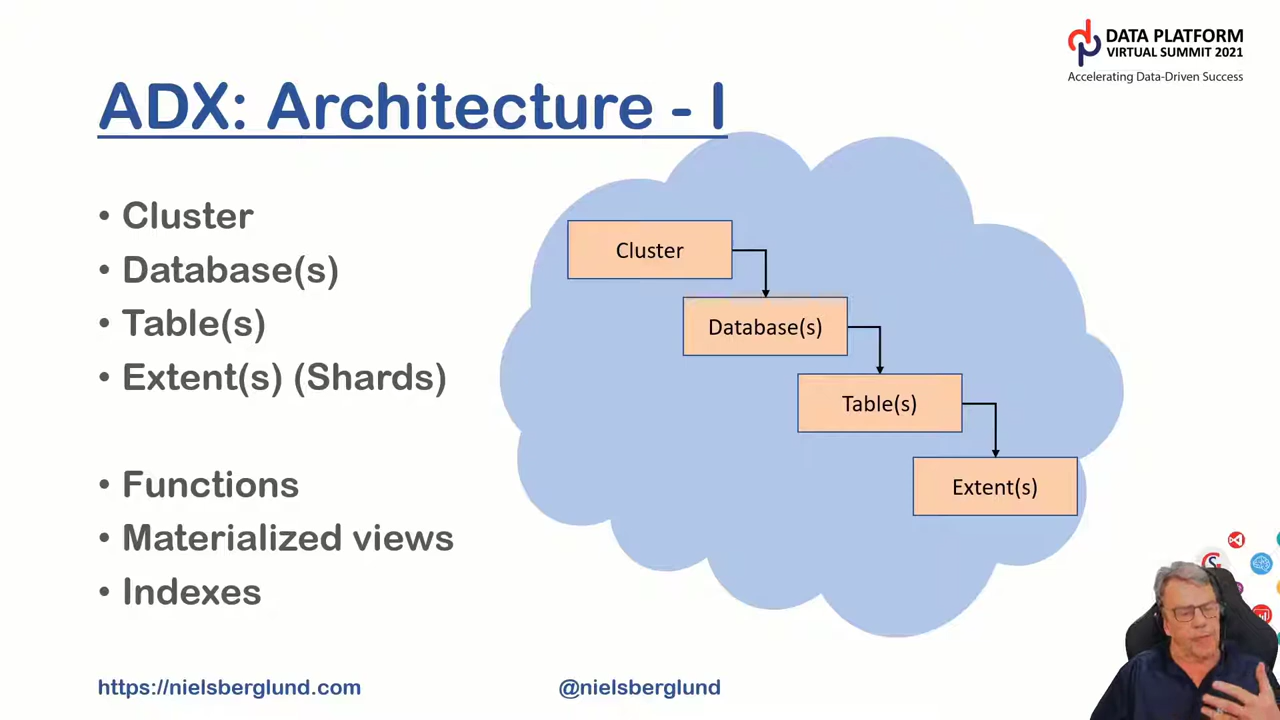 DATA PLATFORM
VIRTUAL SUMMIT 2021
Accelerating Data-Driven Success
ADX: Architecture - I
• Cluster
• Database(s)
• Table(s)
• Extent(s) (Shards)
• Functions
• Materialized views
• Indexes
Cluster
Database(s)
Table(s)
Extent(s)
https://nielsberglund.com
@nielsberglund